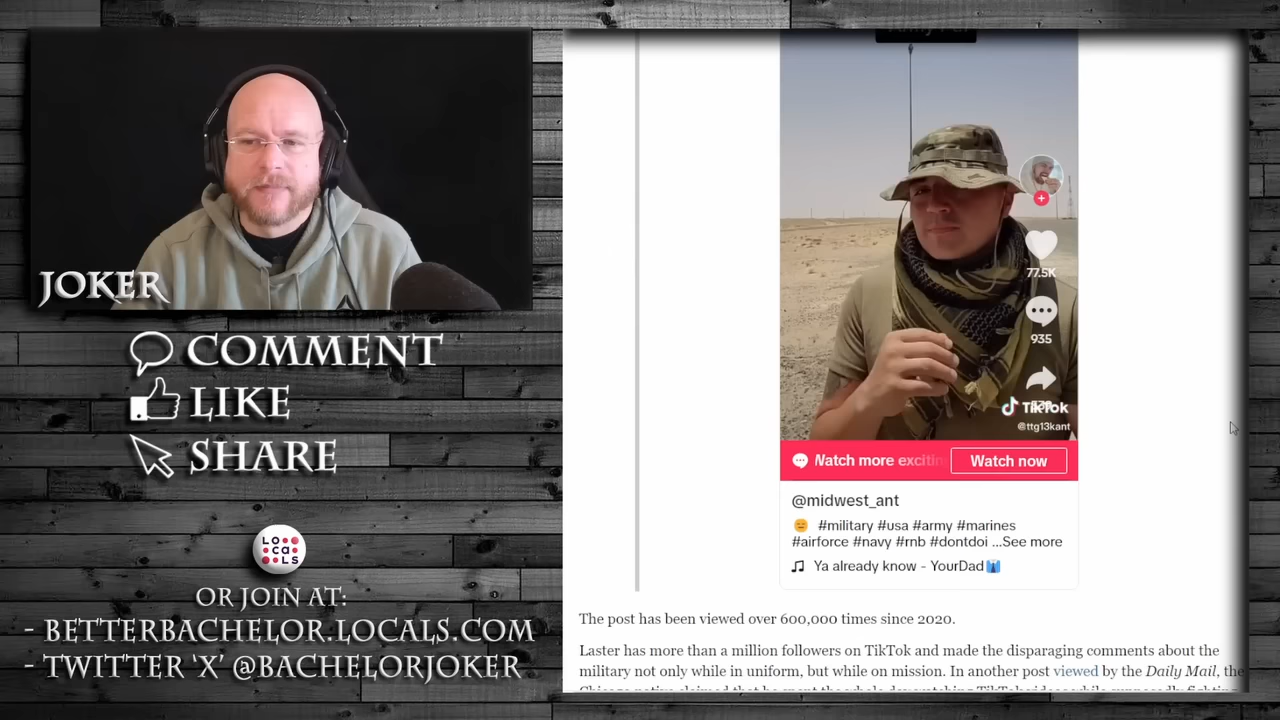 JOKER
COMMENT
LIKE
SHARE
LOCALS
OR JOIN AT:
- BETTERBACHELOR.LOCALS.COM
- TWITTER 'X' @BACHELORJOKER
77.5K
935
TikTok
@ttg13kant
Watch more exciti
Watch now
@midwest_ant
😑 #military #usa #army #marines
#airforce #navy #rnb #dontdoi ...See more
Ya already know - YourDad👔
The post has been viewed over 600,000 times since 2020.
Laster has more than a million followers on TikTok and made the disparaging comments about the
military not only while in uniform, but while on mission. In another post viewed by the Daily Mail, the